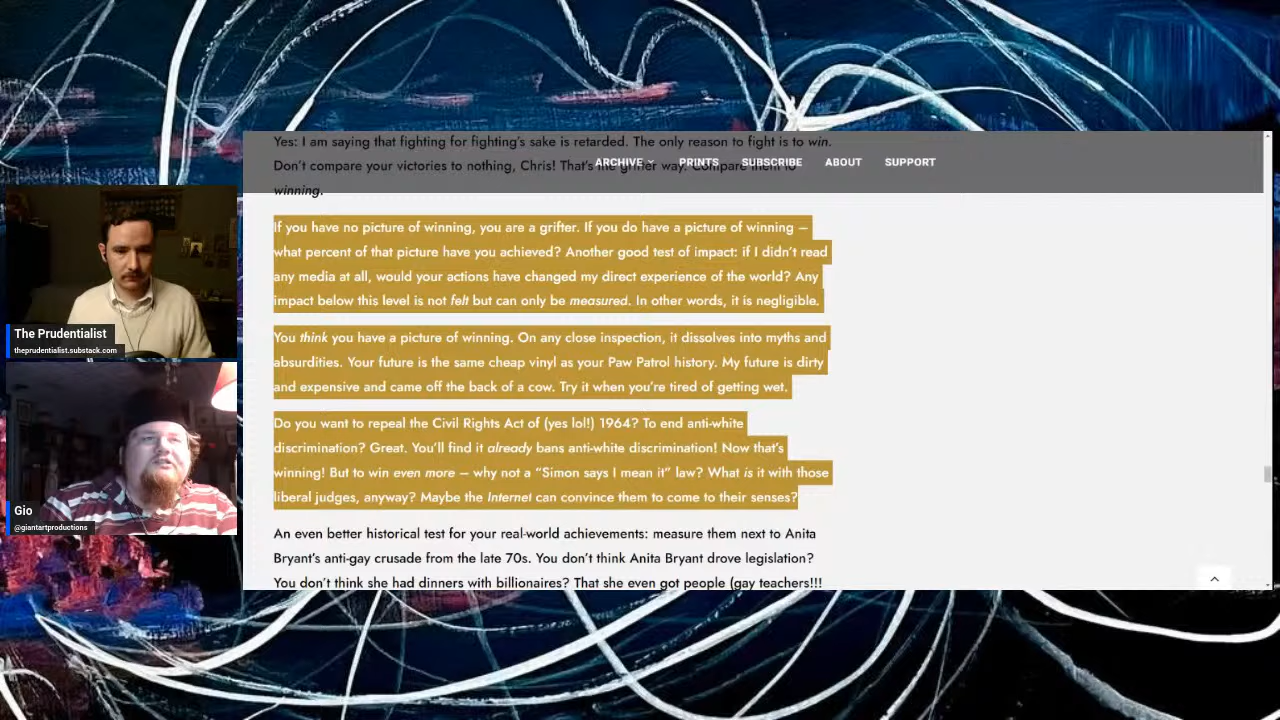 Yes: I am saying that fighting for fighting's sake is retarded. The only reason to fight is to win.
ARCHIVE PRINTS SUBSCRIBE ABOUT SUPPORT
Don't compare your victories to nothing, Chris! That's the grifter way. Compare them to
winning.
If you have no picture of winning, you are a grifter. If you do have a picture of winning –
what percent of that picture have you achieved? Another good test of impact: if I didn't read
any media at all, would your actions have changed my direct experience of the world? Any
impact below this level is not felt but can only be measured. In other words, it is negligible.
You think you have a picture of winning. On any close inspection, it dissolves into myths and
absurdities. Your future is the same cheap vinyl as your Paw Patrol history. My future is dirty
and expensive and came off the back of a cow. Try it when you're tired of getting wet.
Do you want to repeal the Civil Rights Act of (yes lol!) 1964? To end anti-white
discrimination? Great. You'll find it already bans anti-white discrimination! Now that's
winning! But to win even more – why not a “Simon says I mean it” law? What is it with those
liberal judges, anyway? Maybe the Internet can convince them to come to their senses?
An even better historical test for your real-world achievements: measure them next to Anita
Bryant's anti-gay crusade from the late 70s. You don't think Anita Bryant drove legislation?
You don't think she had dinners with billionaires? That she even got people (gay teachers!!!
The Prudentialist
theprudentialist.substack.com
Gio
@giantartproductions